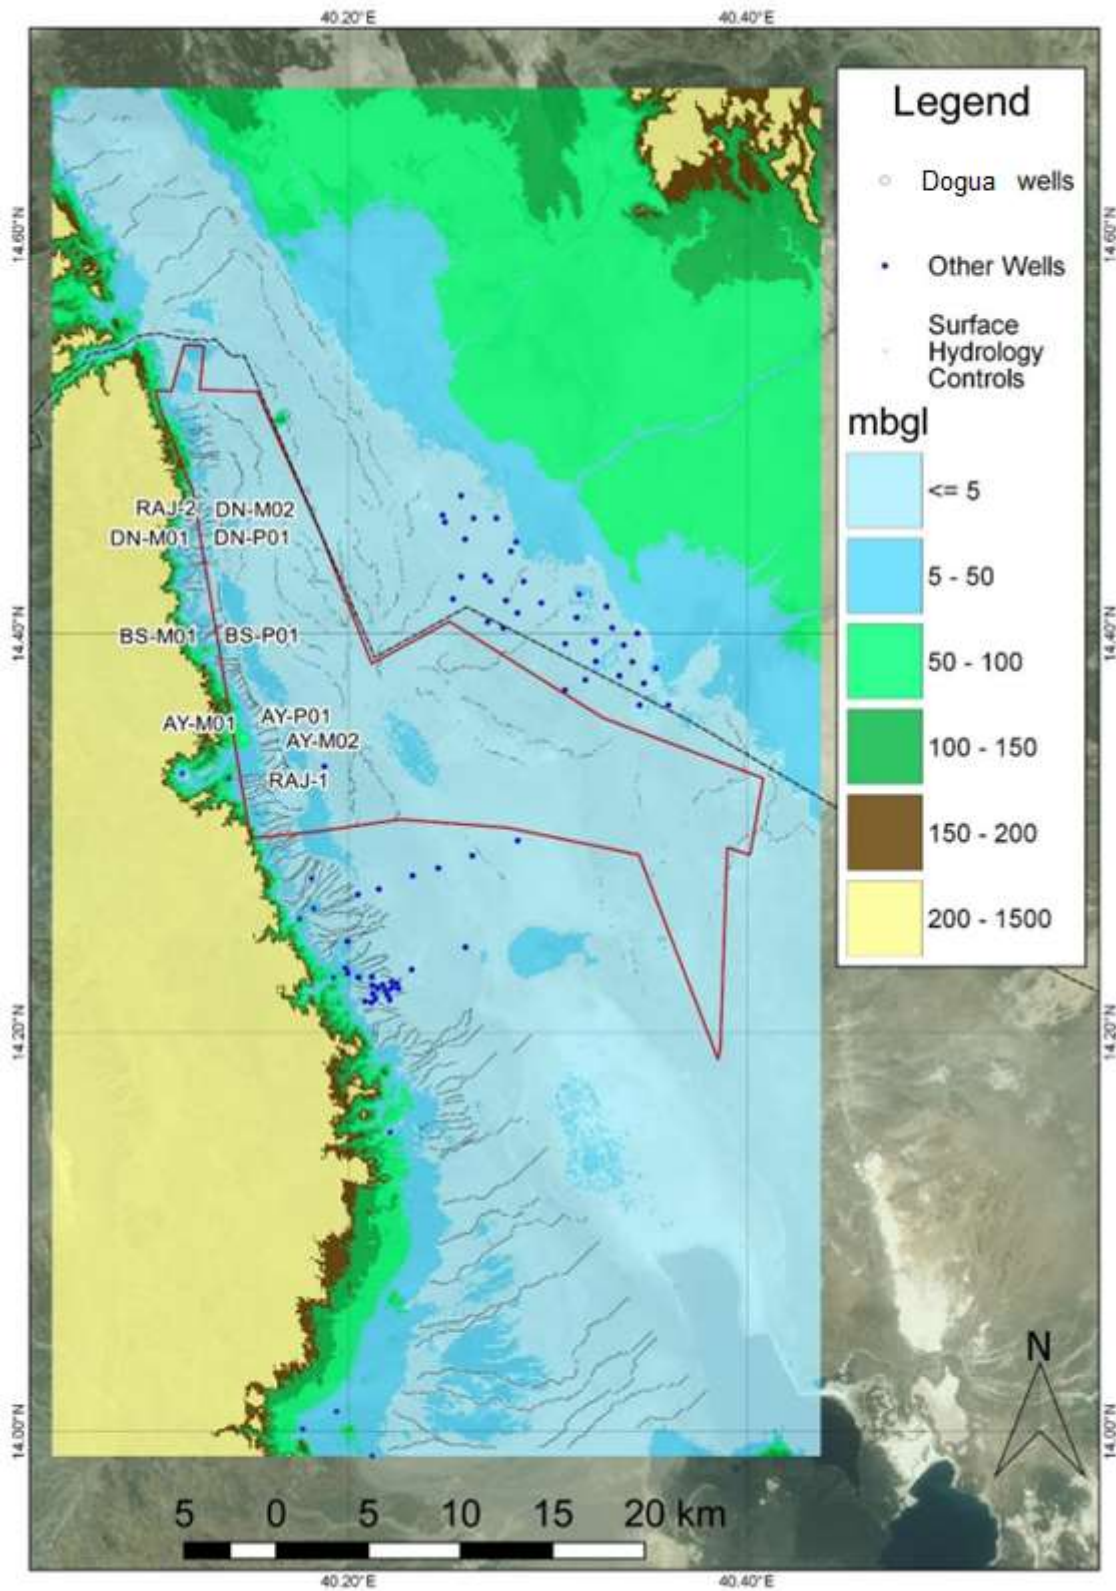 40.20°E 40.40°E
Legend
Dogua wells
Other Wells
Surface
Hydrology
Controls
mbgl
<= 5
5 - 50
50 - 100
100 - 150
150 - 200
200 - 1500
14.60°N 14.60°N
RAJ-2 DN-M02
DN-M01 DN-P01
14.40°N 14.40°N
BS-M01 BS-P01
AY-M01 AY-P01
AY-M02
RAJ-1
14.20°N 14.20°N
N
14.00°N 14.00°N
5 0 5 10 15 20 km
40.20°E 40.40°E